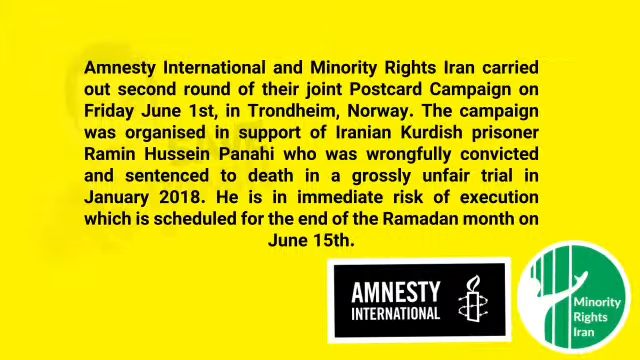 Amnesty International and Minority Rights Iran carried
out second round of their joint Postcard Campaign on
Friday June 1st, in Trondheim, Norway. The campaign
was organised in support of Iranian Kurdish prisoner
Ramin Hussein Panahi who was wrongfully convicted
and sentenced to death in a grossly unfair trial in
January 2018. He is in immediate risk of execution
which is scheduled for the end of the Ramadan month on
June 15th.
AMNESTY
INTERNATIONAL
Minority
Rights
Iran